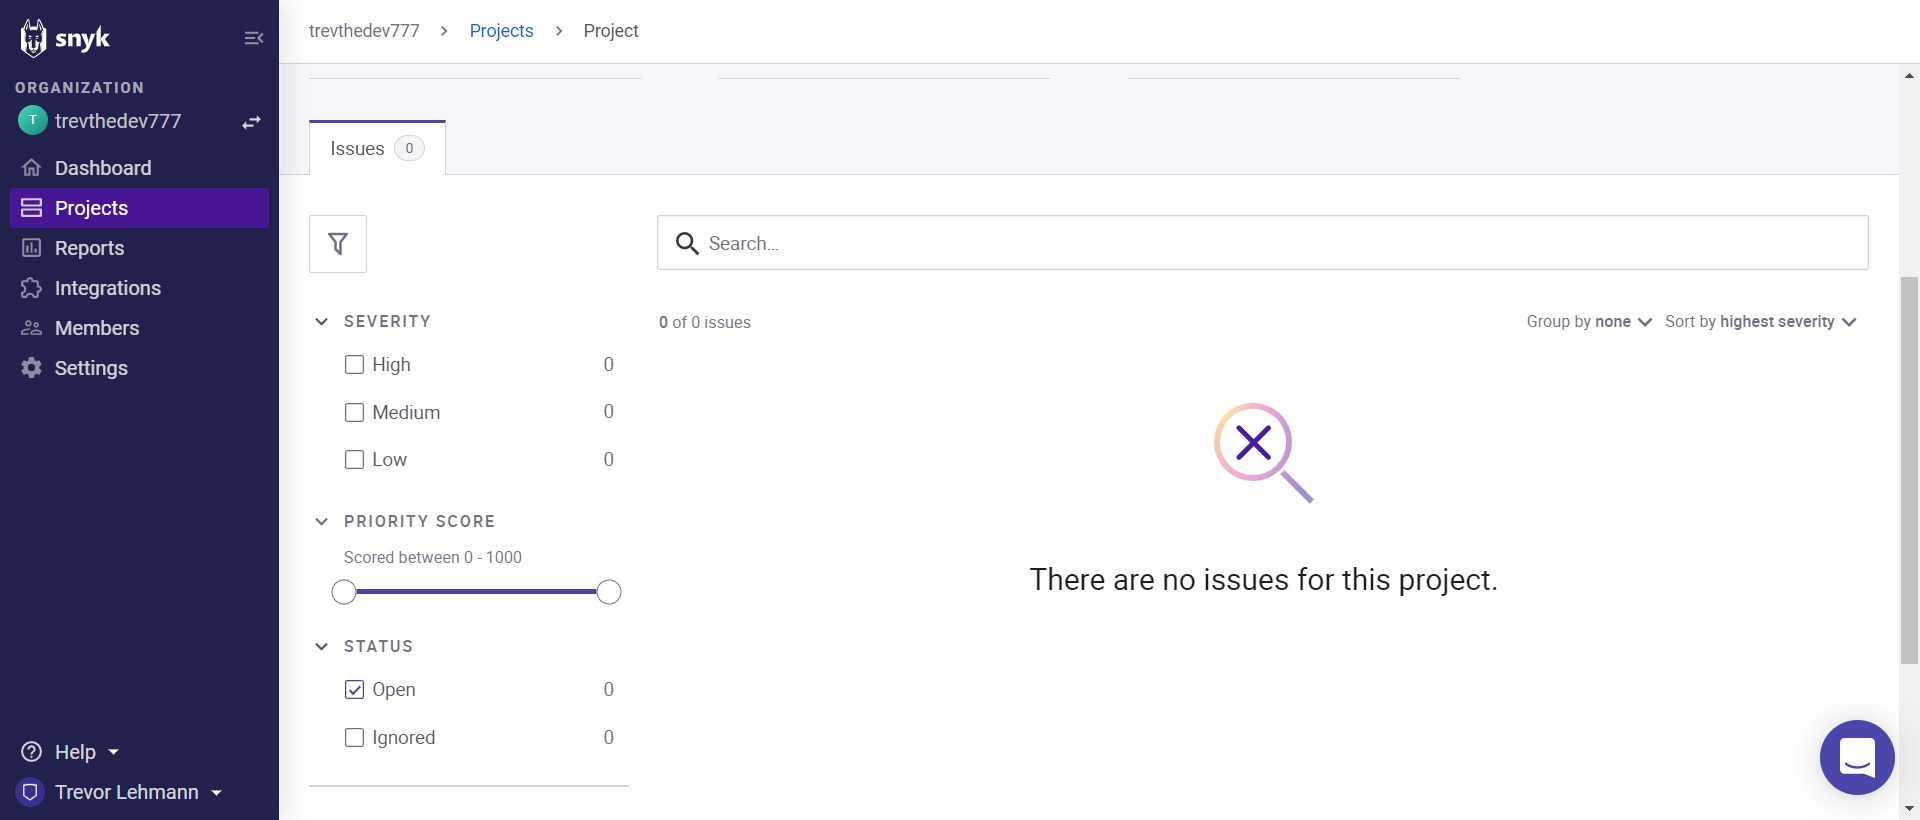 snyk
ORGANIZATION
T trevthedev777
Dashboard
Projects
Reports
Integrations
Members
Settings
Help
Trevor Lehmann
trevthedev777 > Projects > Project
Issues 0
Search...
SEVERITY
High 0
Medium 0
Low 0
PRIORITY SCORE
Scored between 0 - 1000
STATUS
Open 0
Ignored 0
0 of 0 issues
Group by none Sort by highest severity
There are no issues for this project.